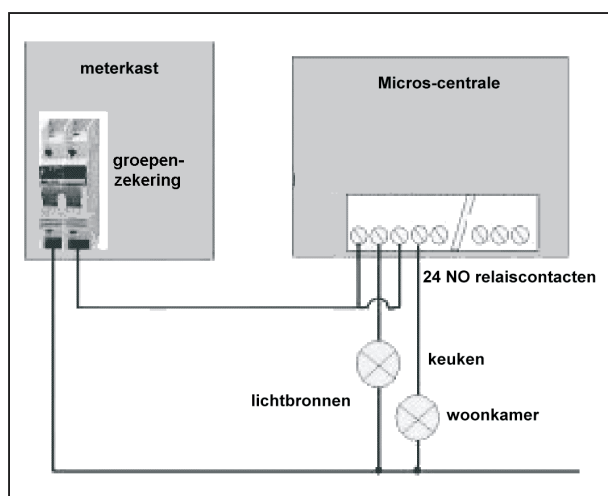 meterkast
Micros-centrale
groepen-
zekering
24 NO relaiscontacten
keuken
lichtbronnen
woonkamer